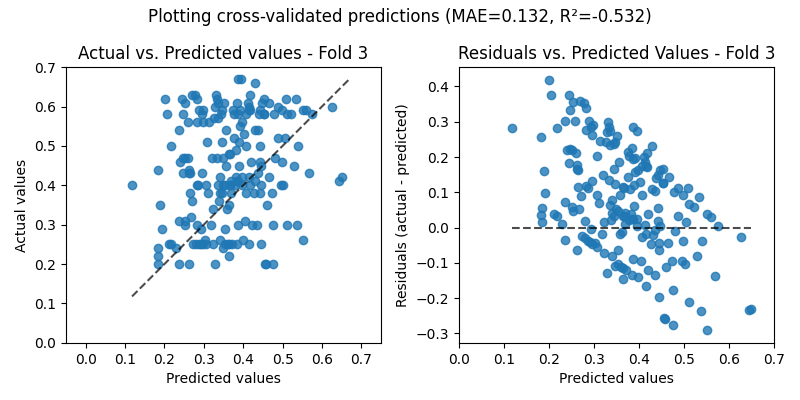 Plotting cross-validated predictions (MAE=0.132, R²=-0.532)
Actual vs. Predicted values - Fold 3
Actual values
0.7
0.6
0.5
0.4
0.3
0.2
0.1
0.0
0.0 0.1 0.2 0.3 0.4 0.5 0.6 0.7
Predicted values
Residuals vs. Predicted Values - Fold 3
Residuals (actual - predicted)
0.4
0.3
0.2
0.1
0.0
−0.1
−0.2
−0.3
0.0 0.1 0.2 0.3 0.4 0.5 0.6 0.7
Predicted values